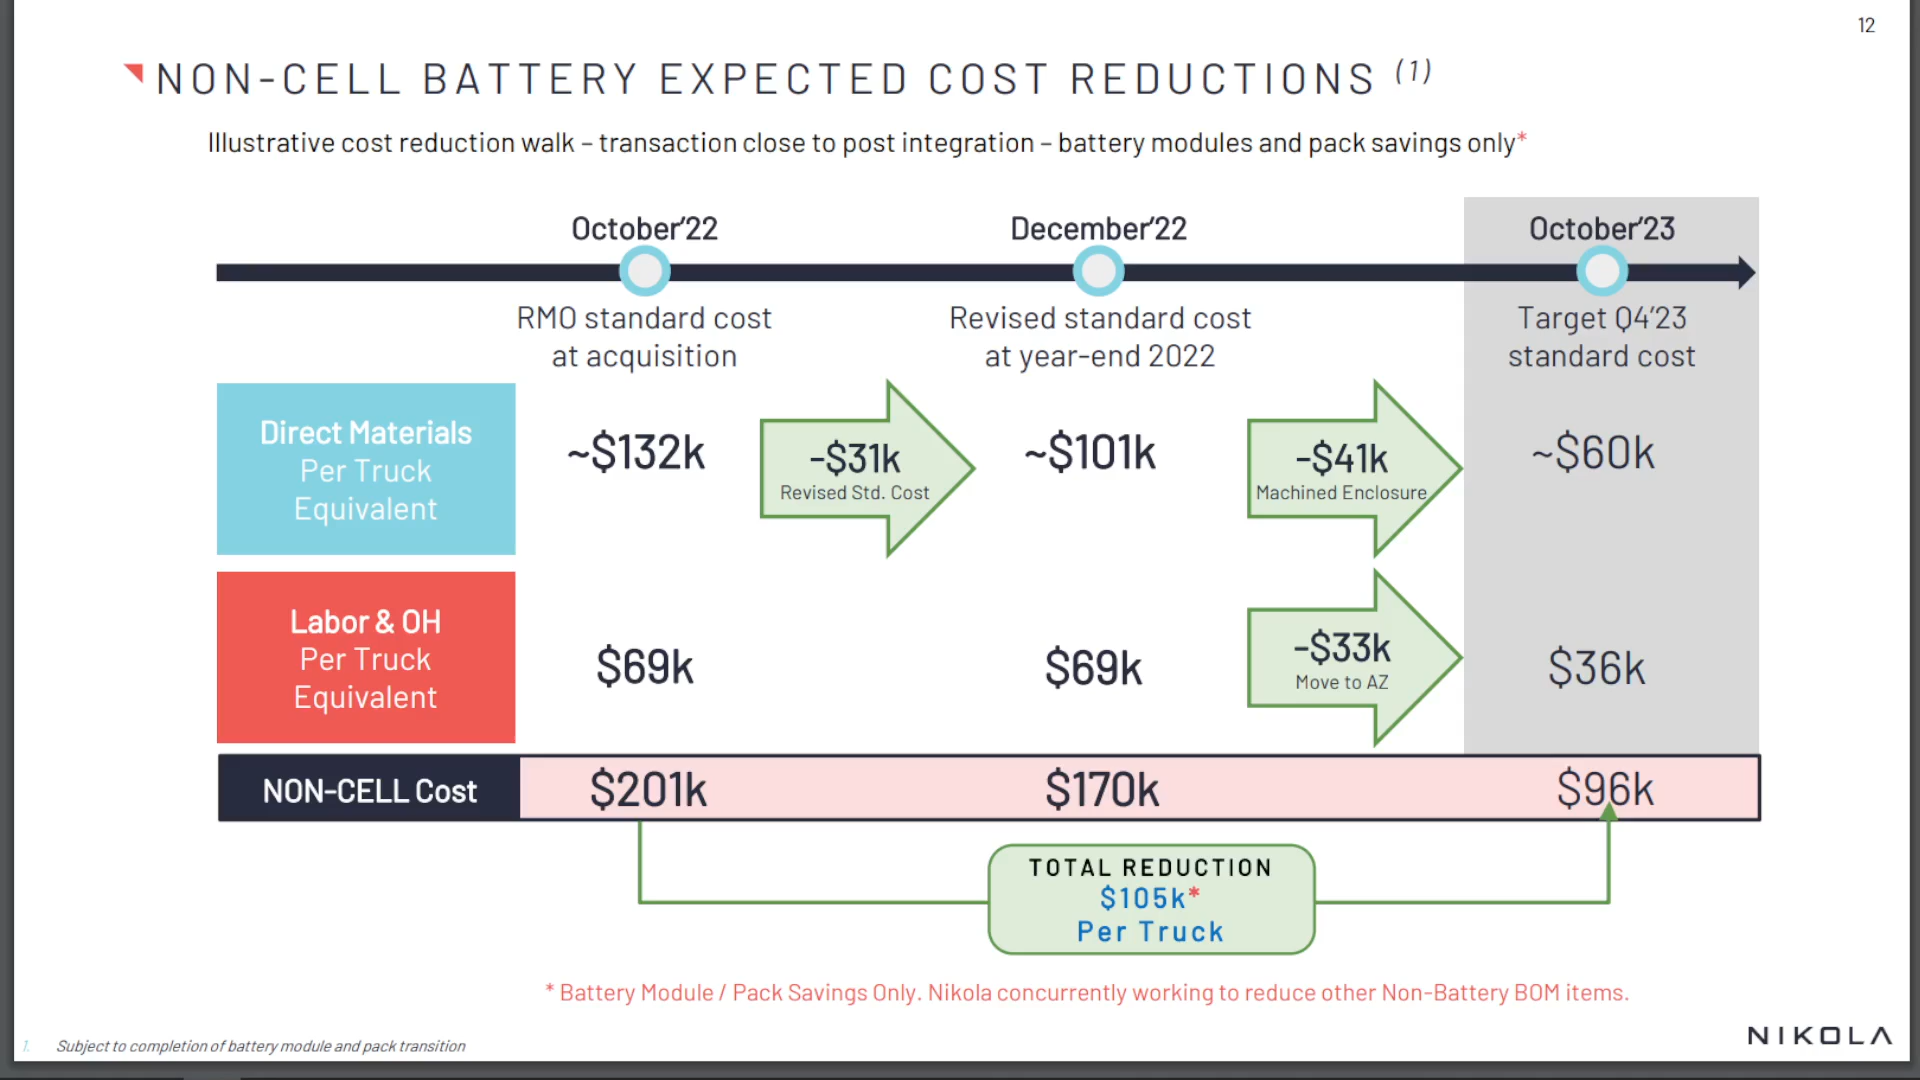 12
NON-CELL BATTERY EXPECTED COST REDUCTIONS (1)
Illustrative cost reduction walk – transaction close to post integration – battery modules and pack savings only*
October'22
December'22
October'23
RMO standard cost
at acquisition
Revised standard cost
at year-end 2022
Target Q4'23
standard cost
Direct Materials
Per Truck
Equivalent
~$132k
-$31k
Revised Std. Cost
~$101k
-$41k
Machined Enclosure
~$60k
Labor & OH
Per Truck
Equivalent
$69k
$69k
-$33k
Move to AZ
$36k
NON-CELL Cost
$201k
$170k
$96k
TOTAL REDUCTION
$105k*
Per Truck
* Battery Module / Pack Savings Only. Nikola concurrently working to reduce other Non-Battery BOM items.
1. Subject to completion of battery module and pack transition
NIKOLA